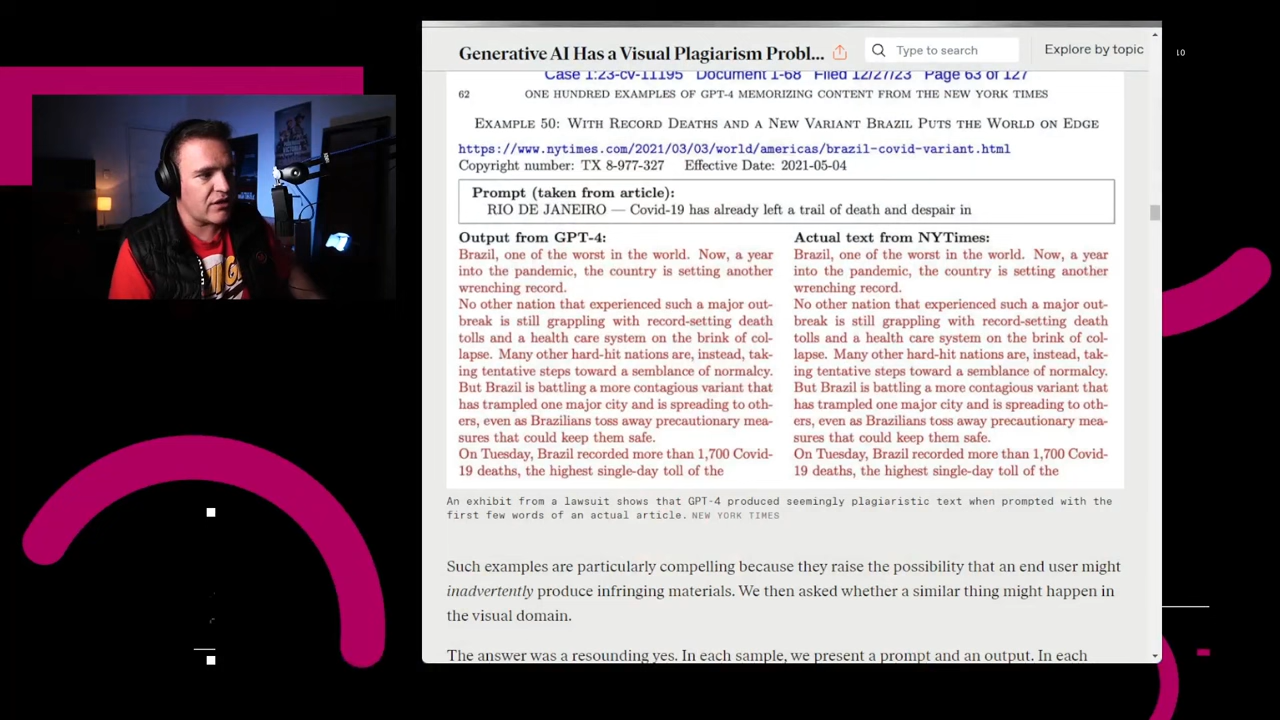 Generative AI Has a Visual Plagiarism Probl...
Type to search
Explore by topic
10
Case 1:23-cv-11195 Document 1-68 Filed 12/27/23 Page 63 of 127
62 ONE HUNDRED EXAMPLES OF GPT-4 MEMORIZING CONTENT FROM THE NEW YORK TIMES
EXAMPLE 50: WITH RECORD DEATHS AND A NEW VARIANT BRAZIL PUTS THE WORLD ON EDGE
https://www.nytimes.com/2021/03/03/world/americas/brazil-covid-variant.html
Copyright number: TX 8-977-327 Effective Date: 2021-05-04
Prompt (taken from article):
RIO DE JANEIRO — Covid-19 has already left a trail of death and despair in
Output from GPT-4:
Brazil, one of the worst in the world. Now, a year
into the pandemic, the country is setting another
wrenching record.
No other nation that experienced such a major out-
break is still grappling with record-setting death
tolls and a health care system on the brink of col-
lapse. Many other hard-hit nations are, instead, tak-
ing tentative steps toward a semblance of normalcy.
But Brazil is battling a more contagious variant that
has trampled one major city and is spreading to oth-
ers, even as Brazilians toss away precautionary mea-
sures that could keep them safe.
On Tuesday, Brazil recorded more than 1,700 Covid-
19 deaths, the highest single-day toll of the
Actual text from NYTimes:
Brazil, one of the worst in the world. Now, a year
into the pandemic, the country is setting another
wrenching record.
No other nation that experienced such a major out-
break is still grappling with record-setting death
tolls and a health care system on the brink of col-
lapse. Many other hard-hit nations are, instead, tak-
ing tentative steps toward a semblance of normalcy.
But Brazil is battling a more contagious variant that
has trampled one major city and is spreading to oth-
ers, even as Brazilians toss away precautionary mea-
sures that could keep them safe.
On Tuesday, Brazil recorded more than 1,700 Covid-
19 deaths, the highest single-day toll of the
An exhibit from a lawsuit shows that GPT-4 produced seemingly plagiaristic text when prompted with the
first few words of an actual article. NEW YORK TIMES
Such examples are particularly compelling because they raise the possibility that an end user might
inadvertently produce infringing materials. We then asked whether a similar thing might happen in
the visual domain.
The answer was a resounding yes. In each sample, we present a prompt and an output. In each